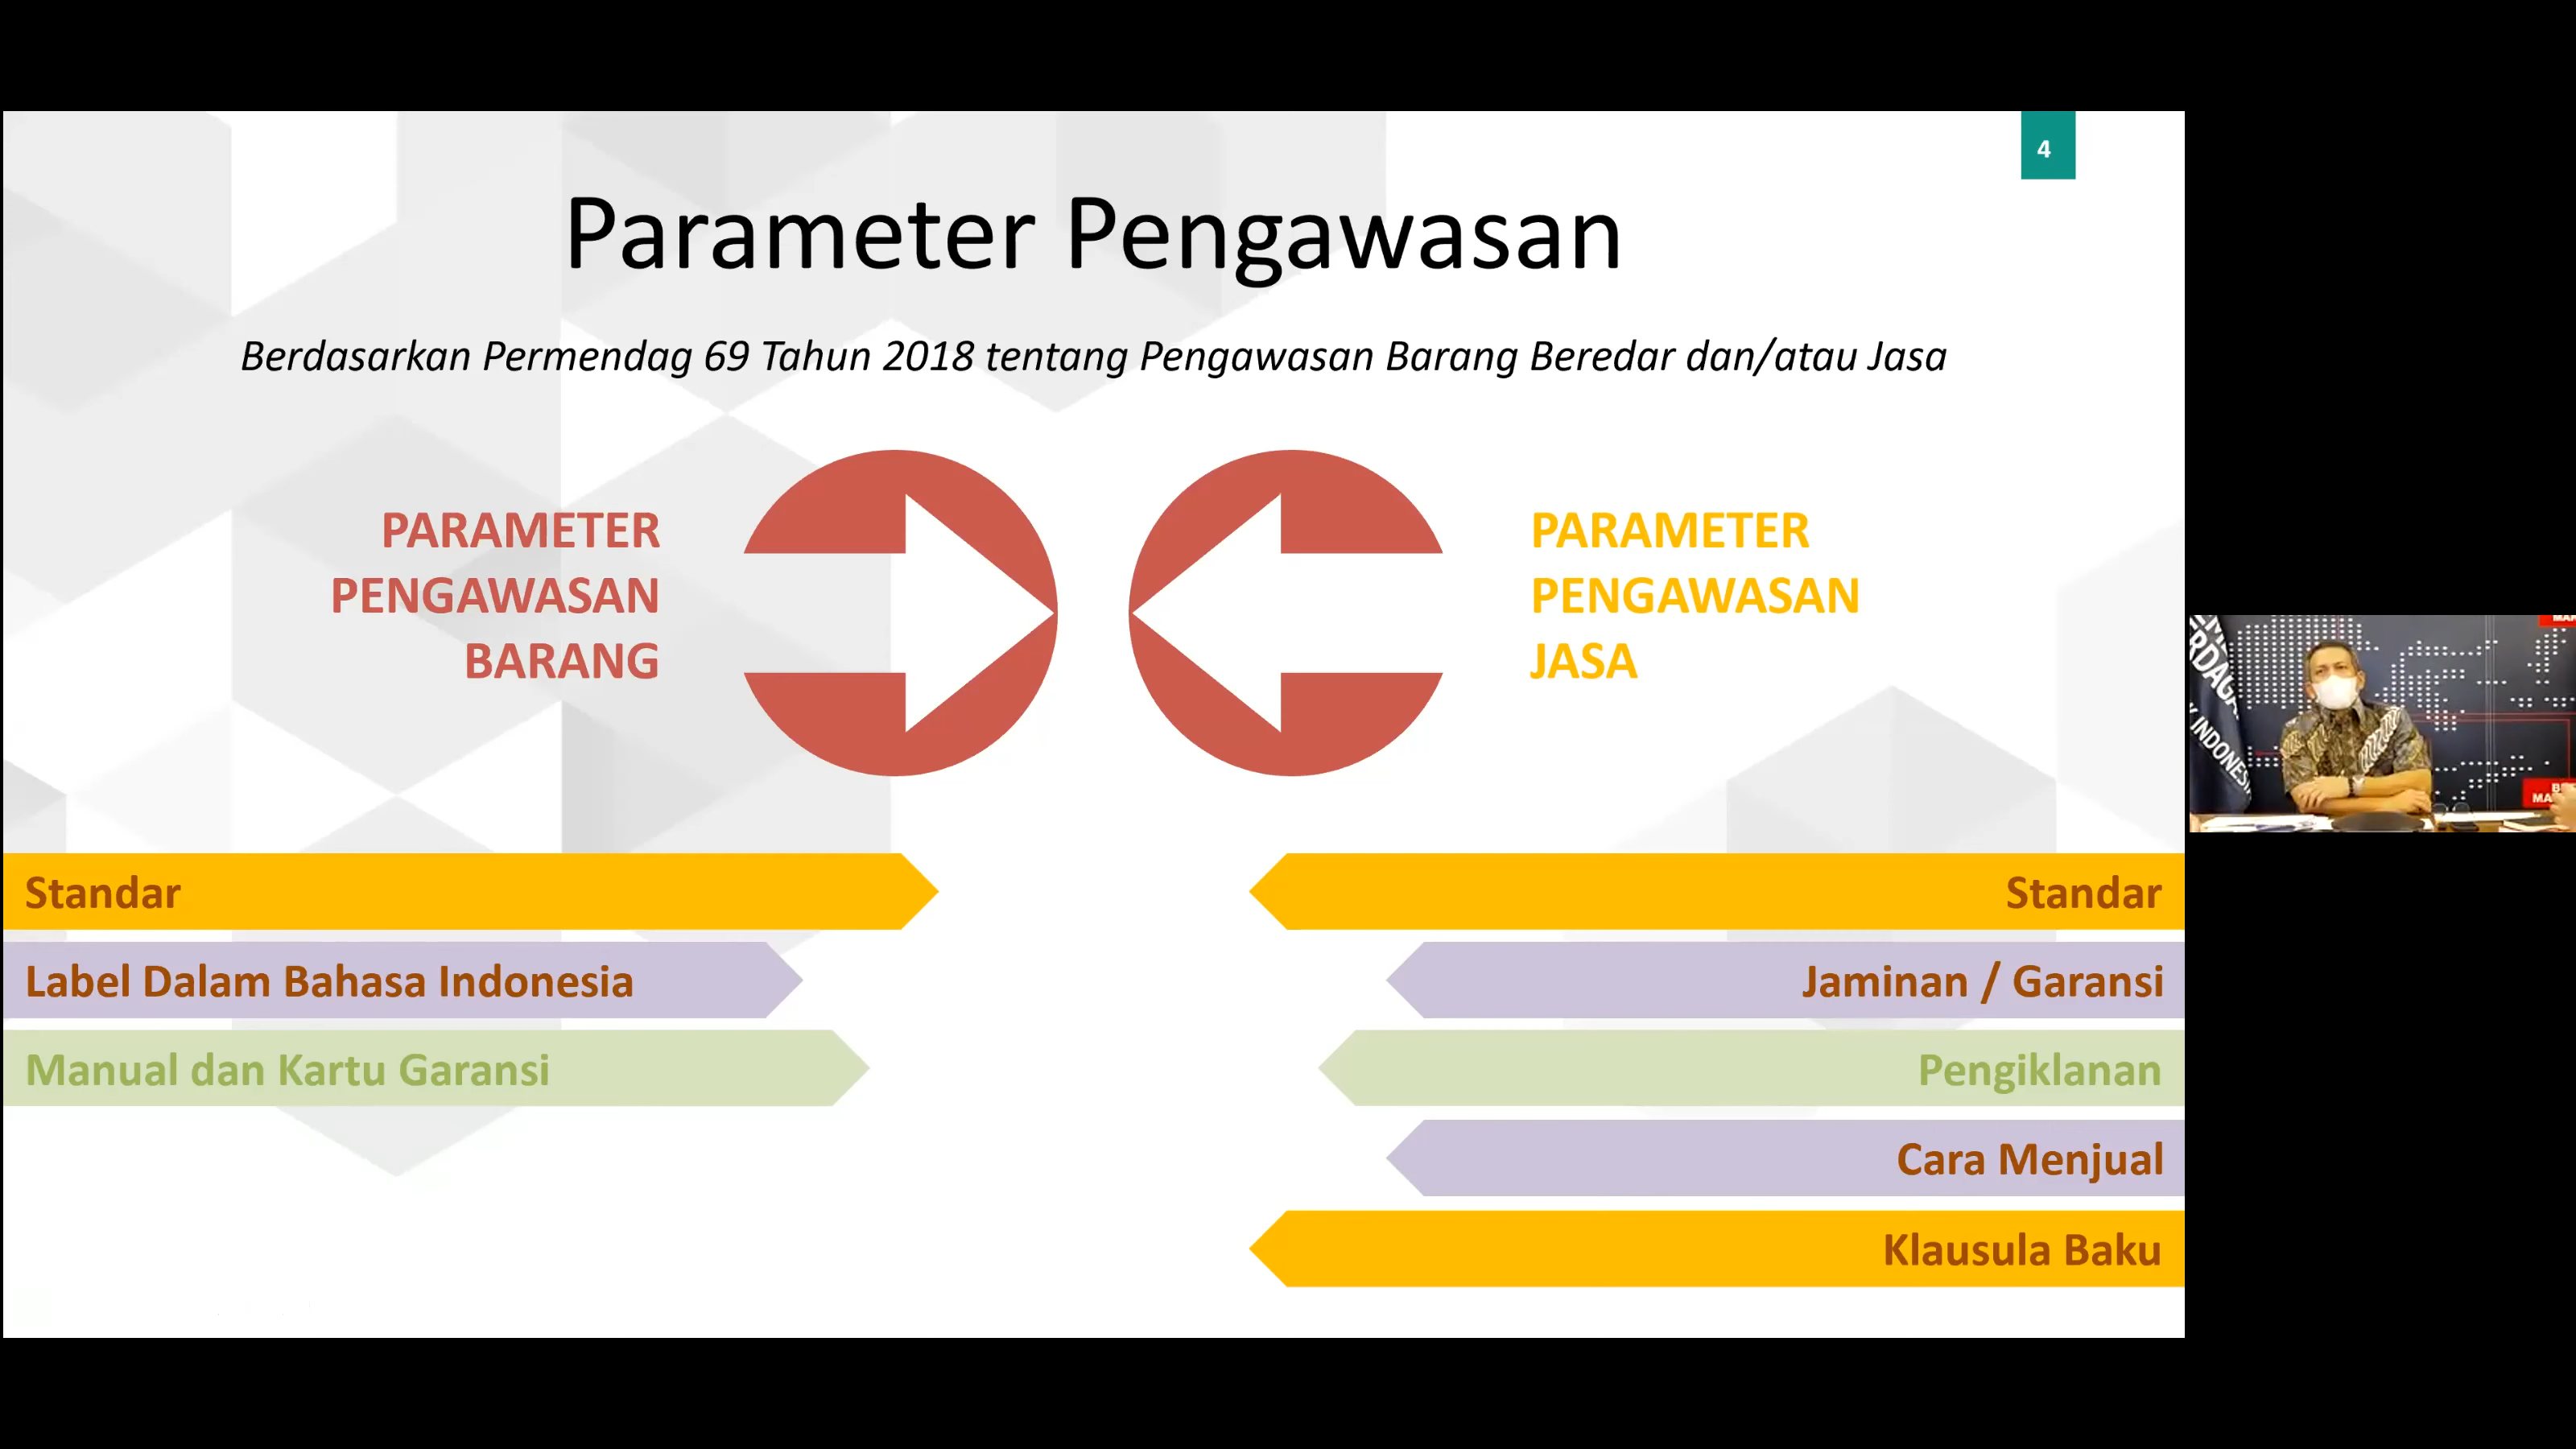 4
Parameter Pengawasan
Berdasarkan Permendag 69 Tahun 2018 tentang Pengawasan Barang Beredar dan/atau Jasa
PARAMETER
PENGAWASAN
BARANG
PARAMETER
PENGAWASAN
JASA
Standar
Label Dalam Bahasa Indonesia
Manual dan Kartu Garansi
Standar
Jaminan / Garansi
Pengiklanan
Cara Menjual
Klausula Baku